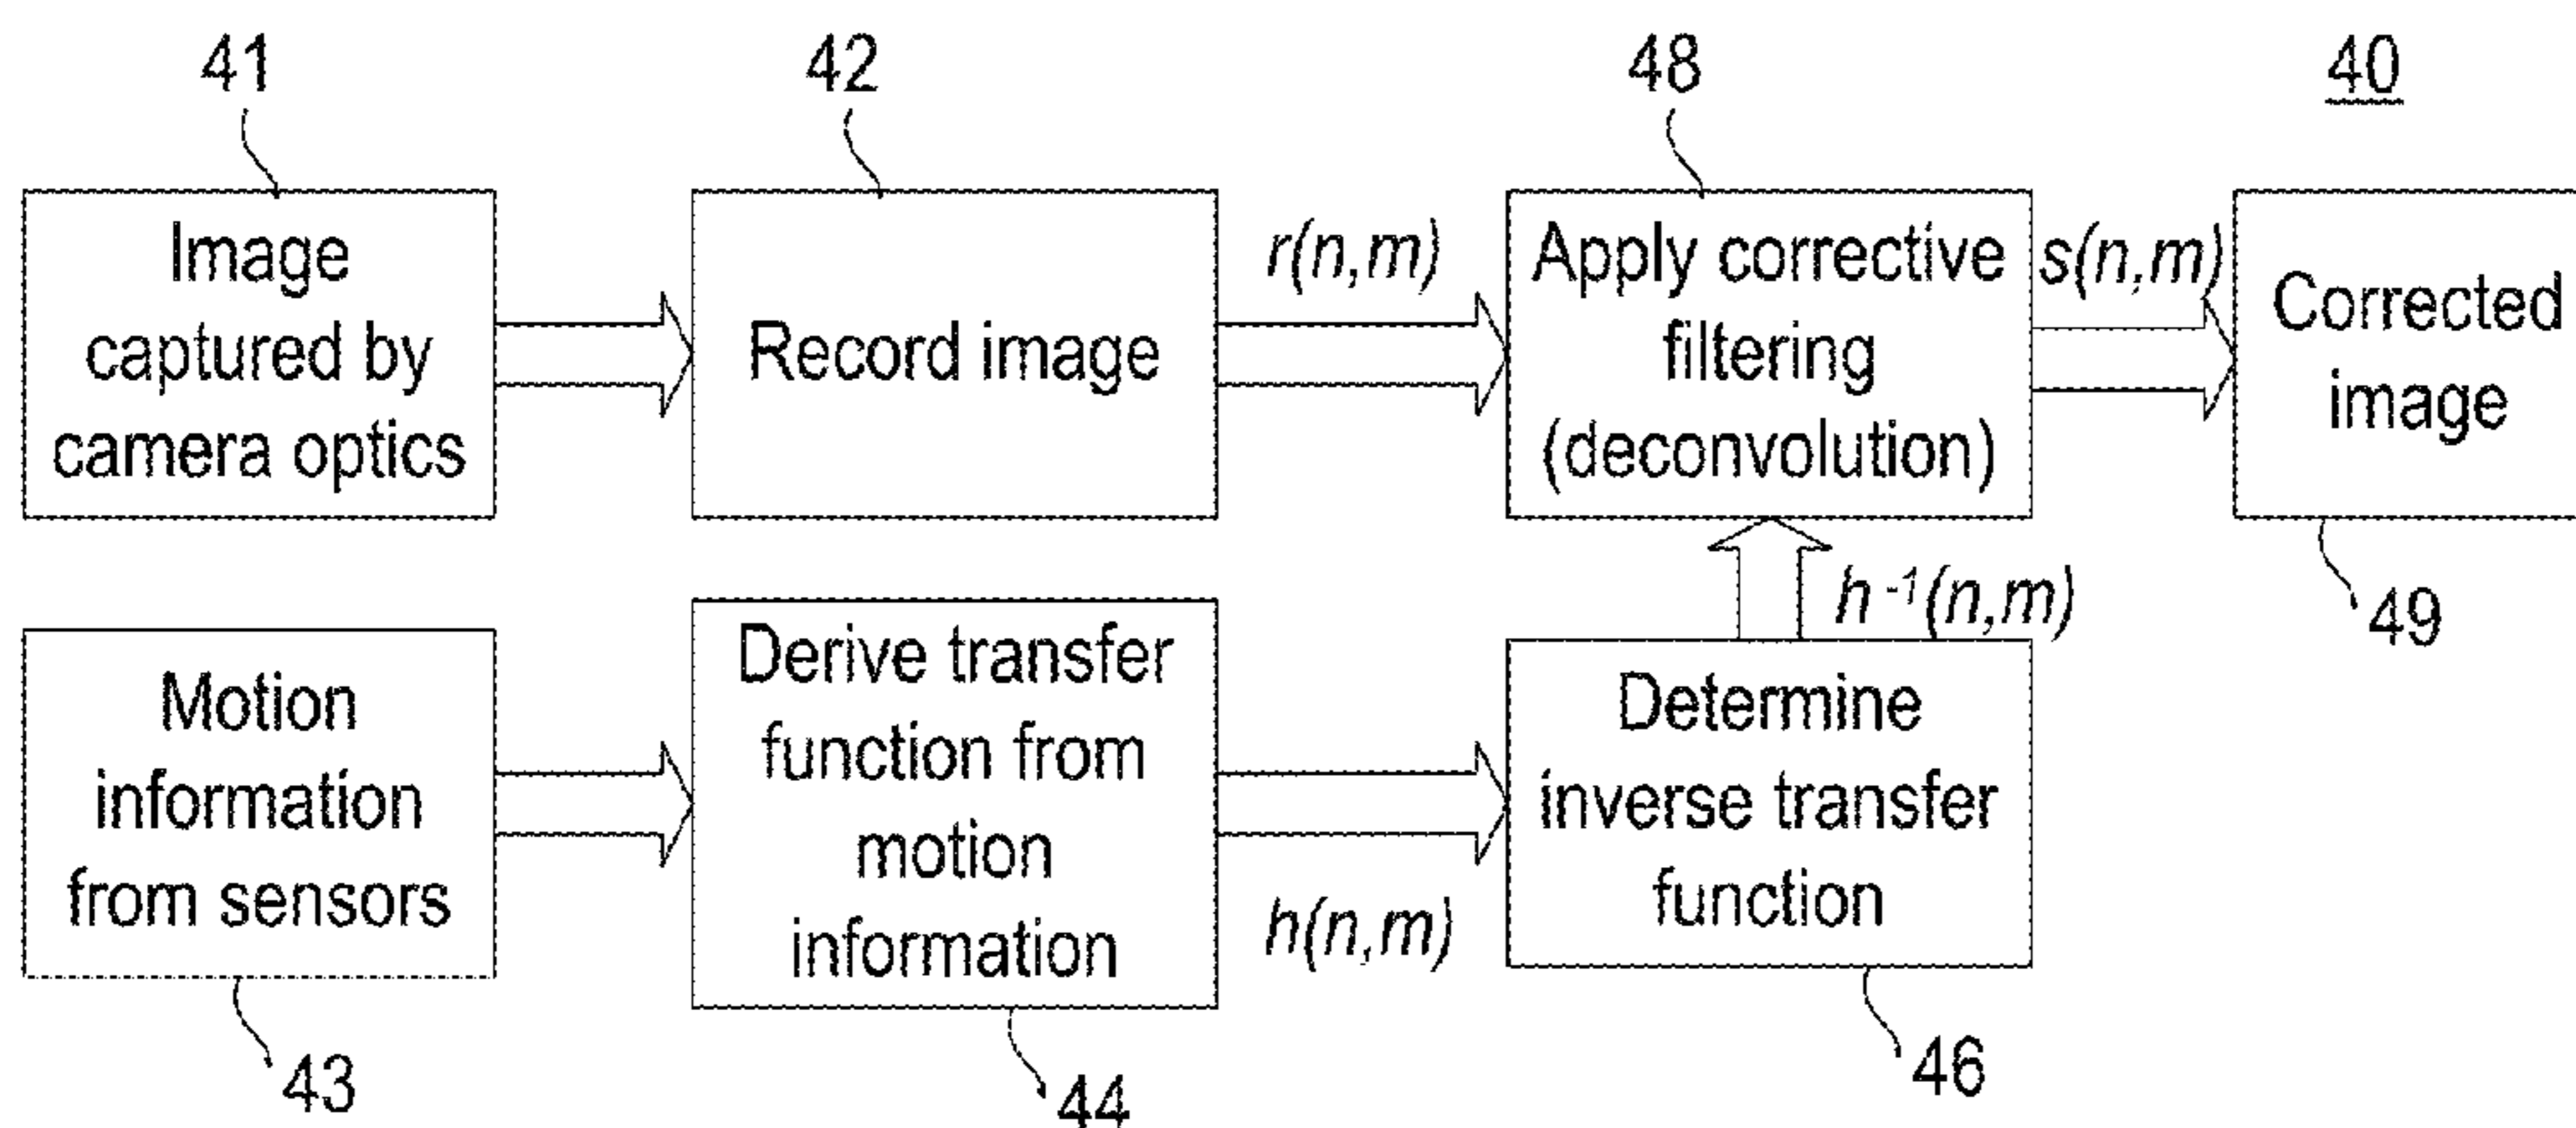 41
42
48
40
Image
captured by
camera optics
Record image
r(n,m)
Apply corrective
filtering
(deconvolution)
s(n,m)
Corrected
image
49
Motion
information
from sensors
43
Derive transfer
function from
motion
information
44
h(n,m)
Determine
inverse transfer
function
46
h⁻¹(n,m)